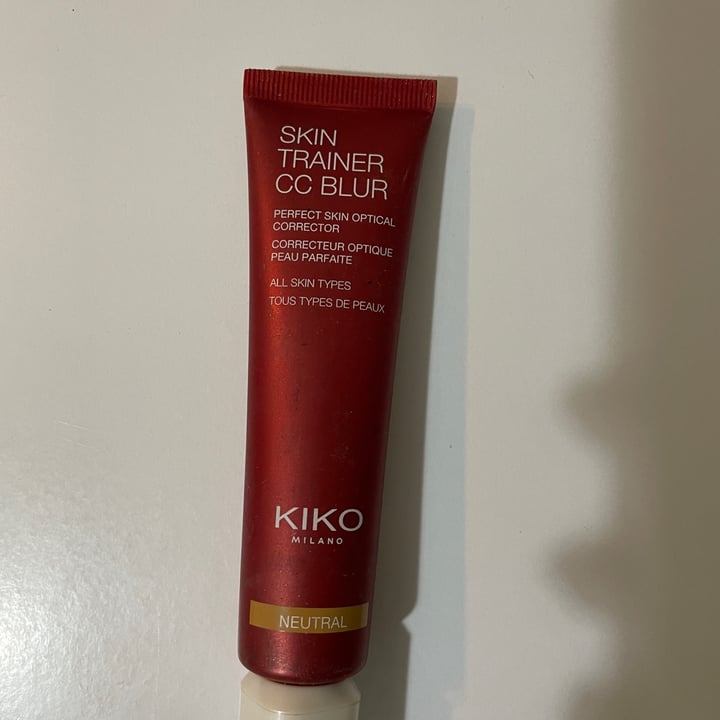 SKIN
TRAINER
CC BLUR
PERFECT SKIN OPTICAL
CORRECTOR
CORRECTEUR OPTIQUE
PEAU PARFAITE
ALL SKIN TYPES
TOUS TYPES DE PEAUX
KIKO
MILANO
NEUTRAL